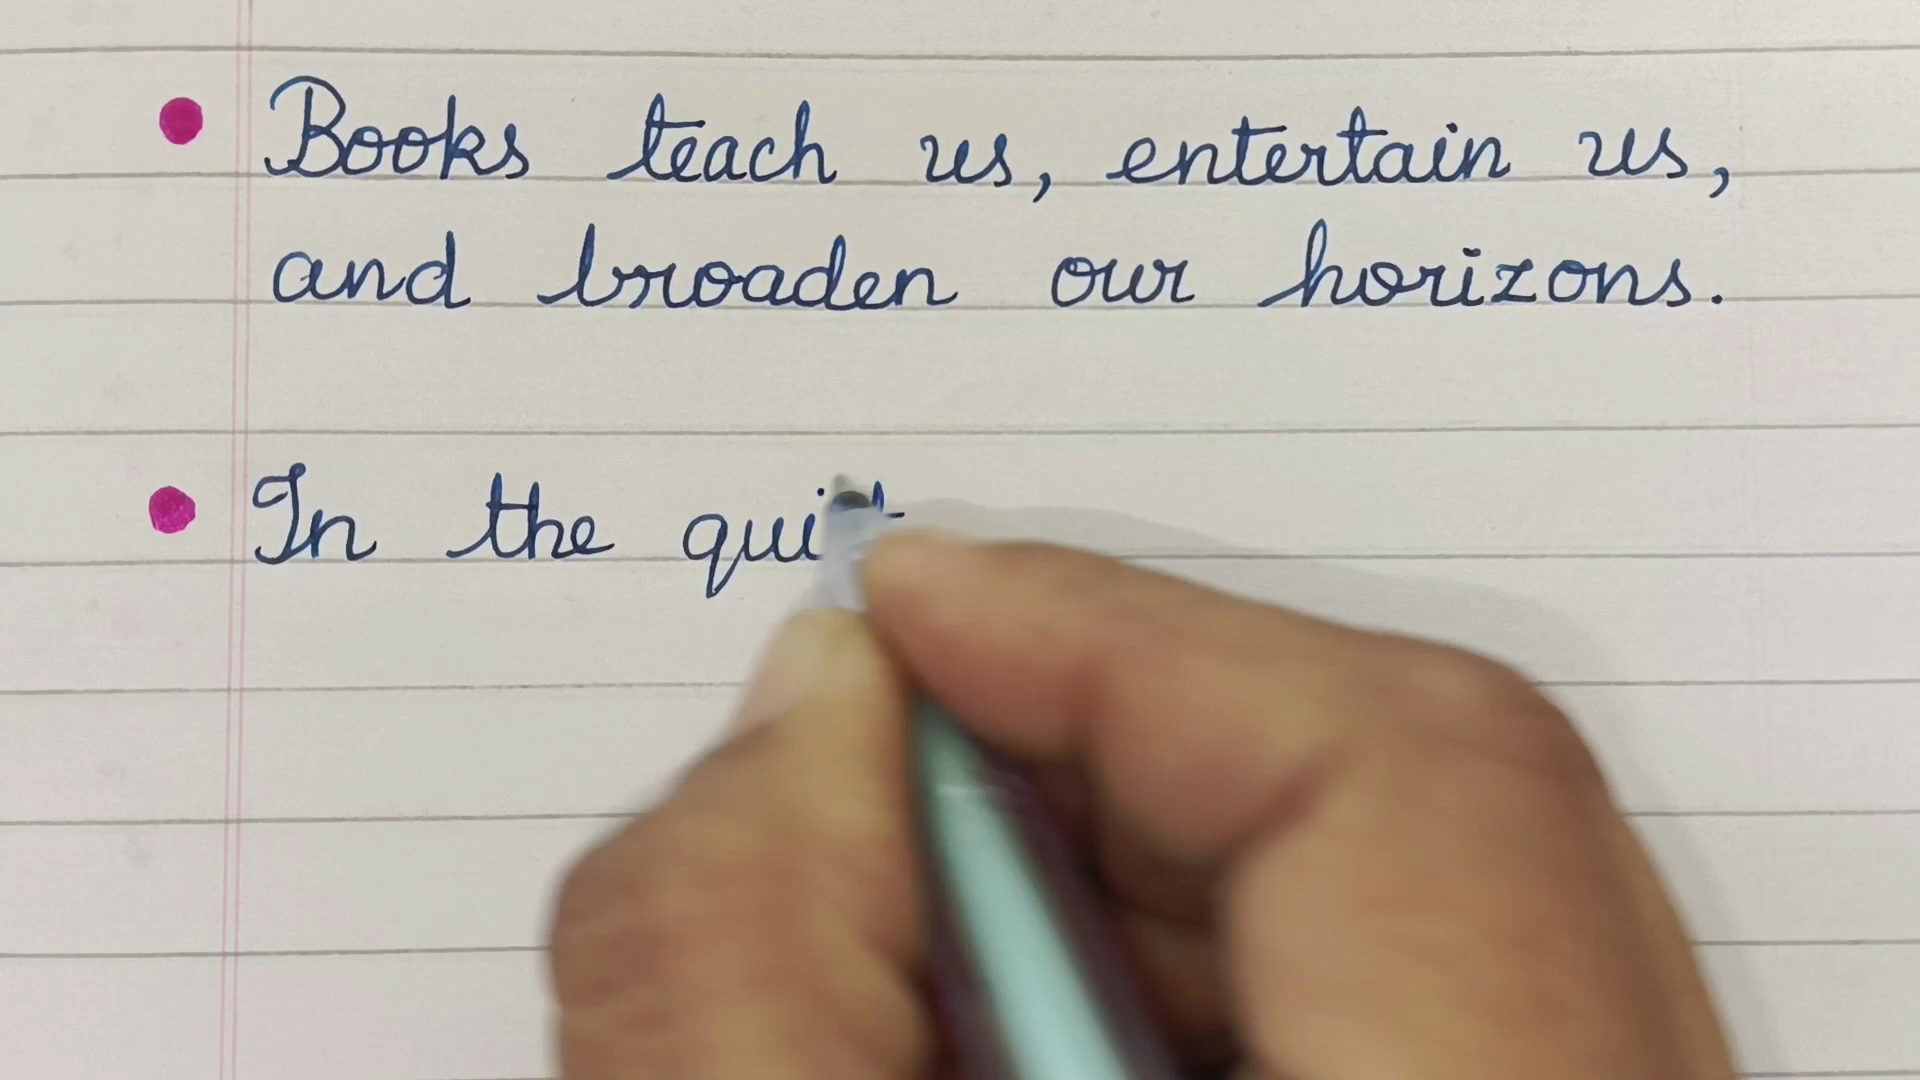 Books teach us, entertain us,
and broaden our horizons.
In the